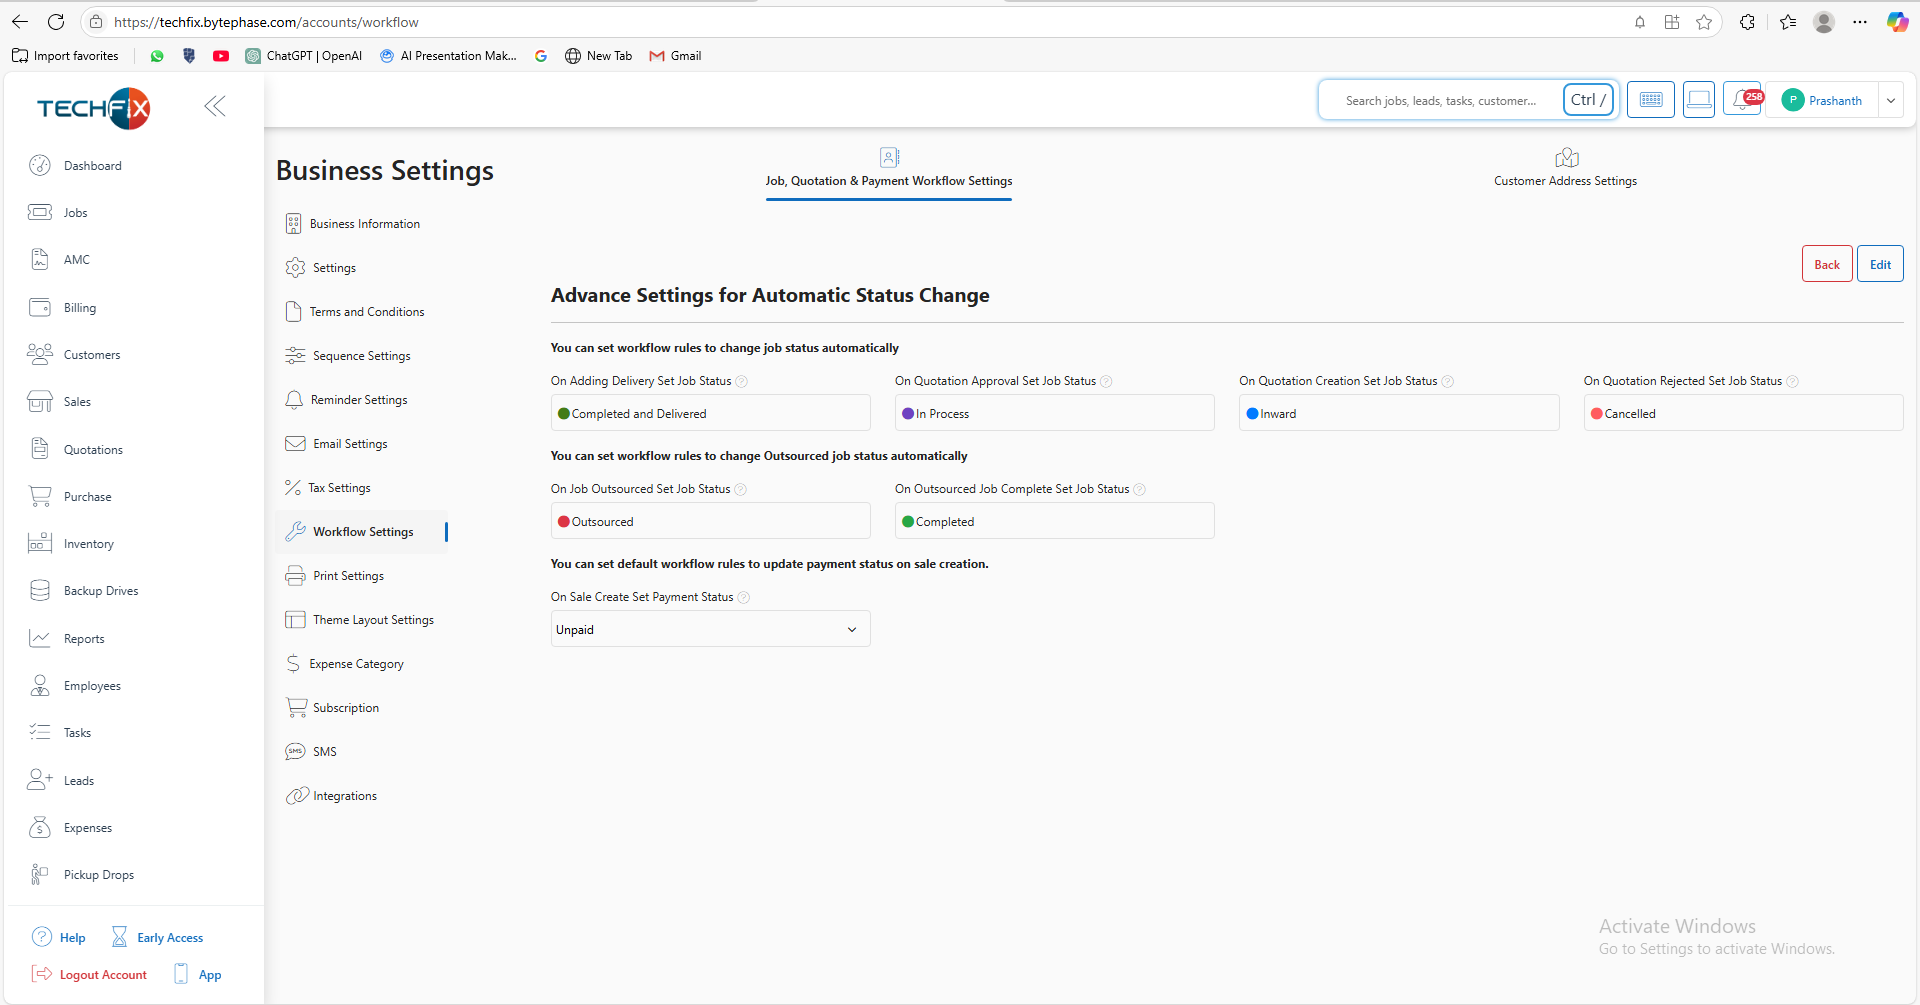 https://techfix.bytephase.com/accounts/workflow
Import favorites
ChatGPT | OpenAI
AI Presentation Mak...
New Tab
Gmail
TECHFIX
Search jobs, leads, tasks, customer...
Ctrl /
258
P
Prashanth
Dashboard
Jobs
AMC
Billing
Customers
Sales
Quotations
Purchase
Inventory
Backup Drives
Reports
Employees
Tasks
Leads
Expenses
Pickup Drops
Help
Early Access
Logout Account
App
Business Settings
Business Information
Settings
Terms and Conditions
Sequence Settings
Reminder Settings
Email Settings
Tax Settings
Workflow Settings
Print Settings
Theme Layout Settings
Expense Category
Subscription
SMS
SMS
Integrations
Job, Quotation & Payment Workflow Settings
Customer Address Settings
Back
Edit
Advance Settings for Automatic Status Change
You can set workflow rules to change job status automatically
On Adding Delivery Set Job Status
Completed and Delivered
On Quotation Approval Set Job Status
In Process
On Quotation Creation Set Job Status
Inward
On Quotation Rejected Set Job Status
Cancelled
You can set workflow rules to change Outsourced job status automatically
On Job Outsourced Set Job Status
Outsourced
On Outsourced Job Complete Set Job Status
Completed
You can set default workflow rules to update payment status on sale creation.
On Sale Create Set Payment Status
Unpaid
Activate Windows
Go to Settings to activate Windows.